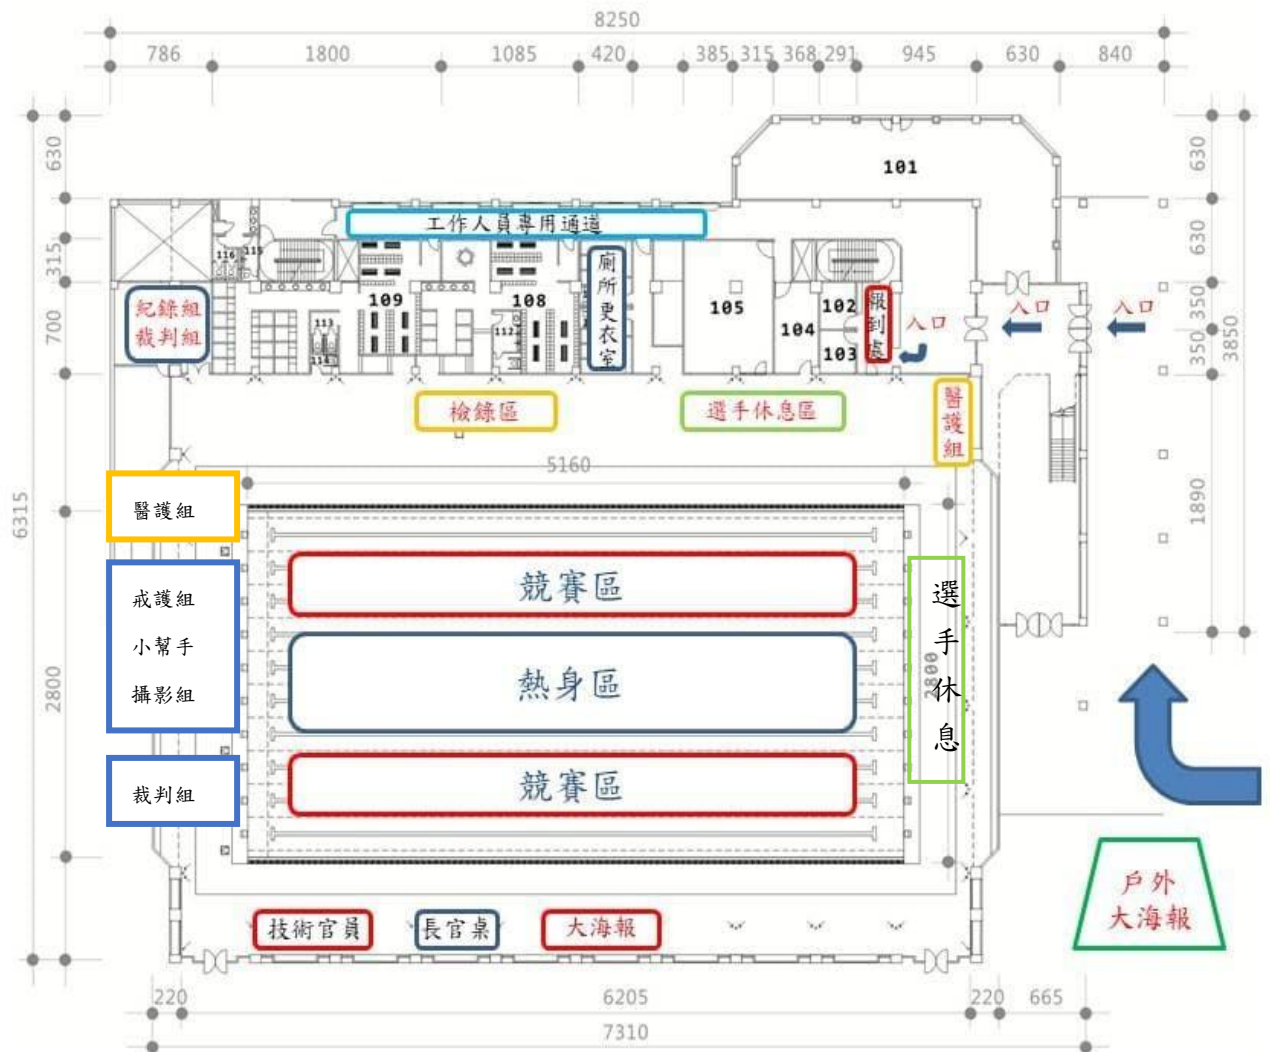 8250
786 1800 1085 420 385 315 368 291 945 630 840
630
315
700
6315
2800
630
630
350
350
3850
1890
101
工作人員專用通道
116
115
紀錄組
裁判組
109
113
114
108
112
廁所更衣室
105
104
102
103
報到處
入口
入口
入口
檢錄區
選手休息區
醫護組
5160
醫護組
戒護組
小幫手
攝影組
裁判組
競賽區
熱身區
競賽區
2800
選手休息
技術官員
長官桌
大海報
戶外
大海報
220 6205 220 665
7310